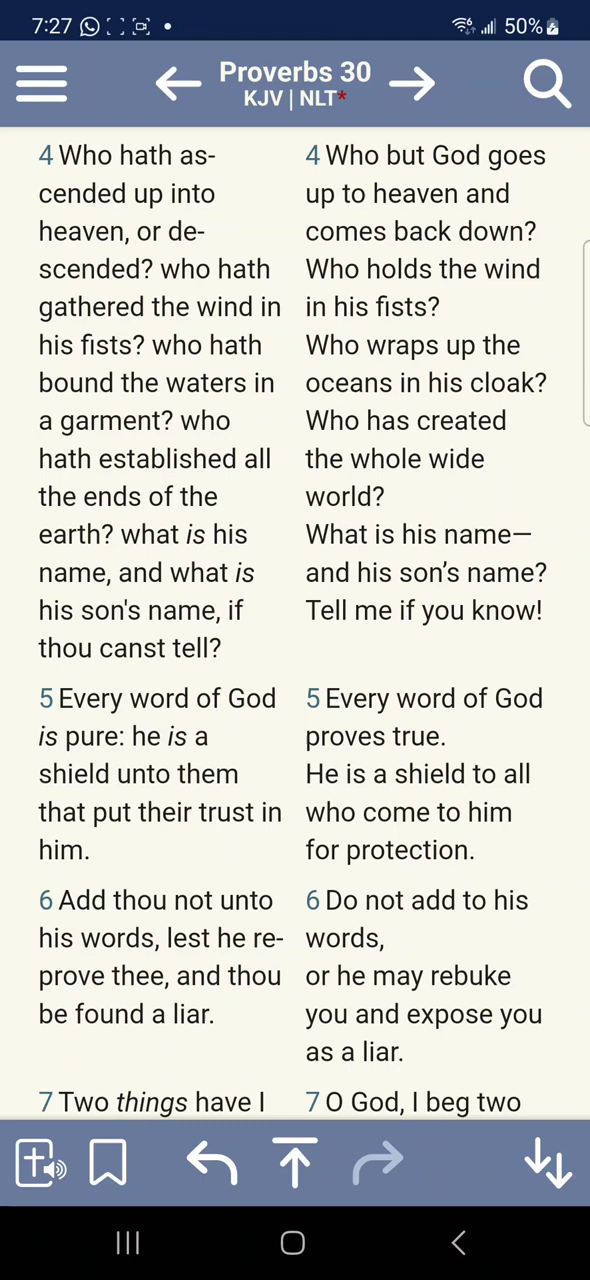 7:27 50%
Proverbs 30
KJV | NLT*
4 Who hath as-
cended up into
heaven, or de-
scended? who hath
gathered the wind in
his fists? who hath
bound the waters in
a garment? who
hath established all
the ends of the
earth? what is his
name, and what is
his son's name, if
thou canst tell?
5 Every word of God
is pure: he is a
shield unto them
that put their trust in
him.
6 Add thou not unto
his words, lest he re-
prove thee, and thou
be found a liar.
7 Two things have I
4 Who but God goes
up to heaven and
comes back down?
Who holds the wind
in his fists?
Who wraps up the
oceans in his cloak?
Who has created
the whole wide
world?
What is his name—
and his son’s name?
Tell me if you know!
5 Every word of God
proves true.
He is a shield to all
who come to him
for protection.
6 Do not add to his
words,
or he may rebuke
you and expose you
as a liar.
7 O God, I beg two